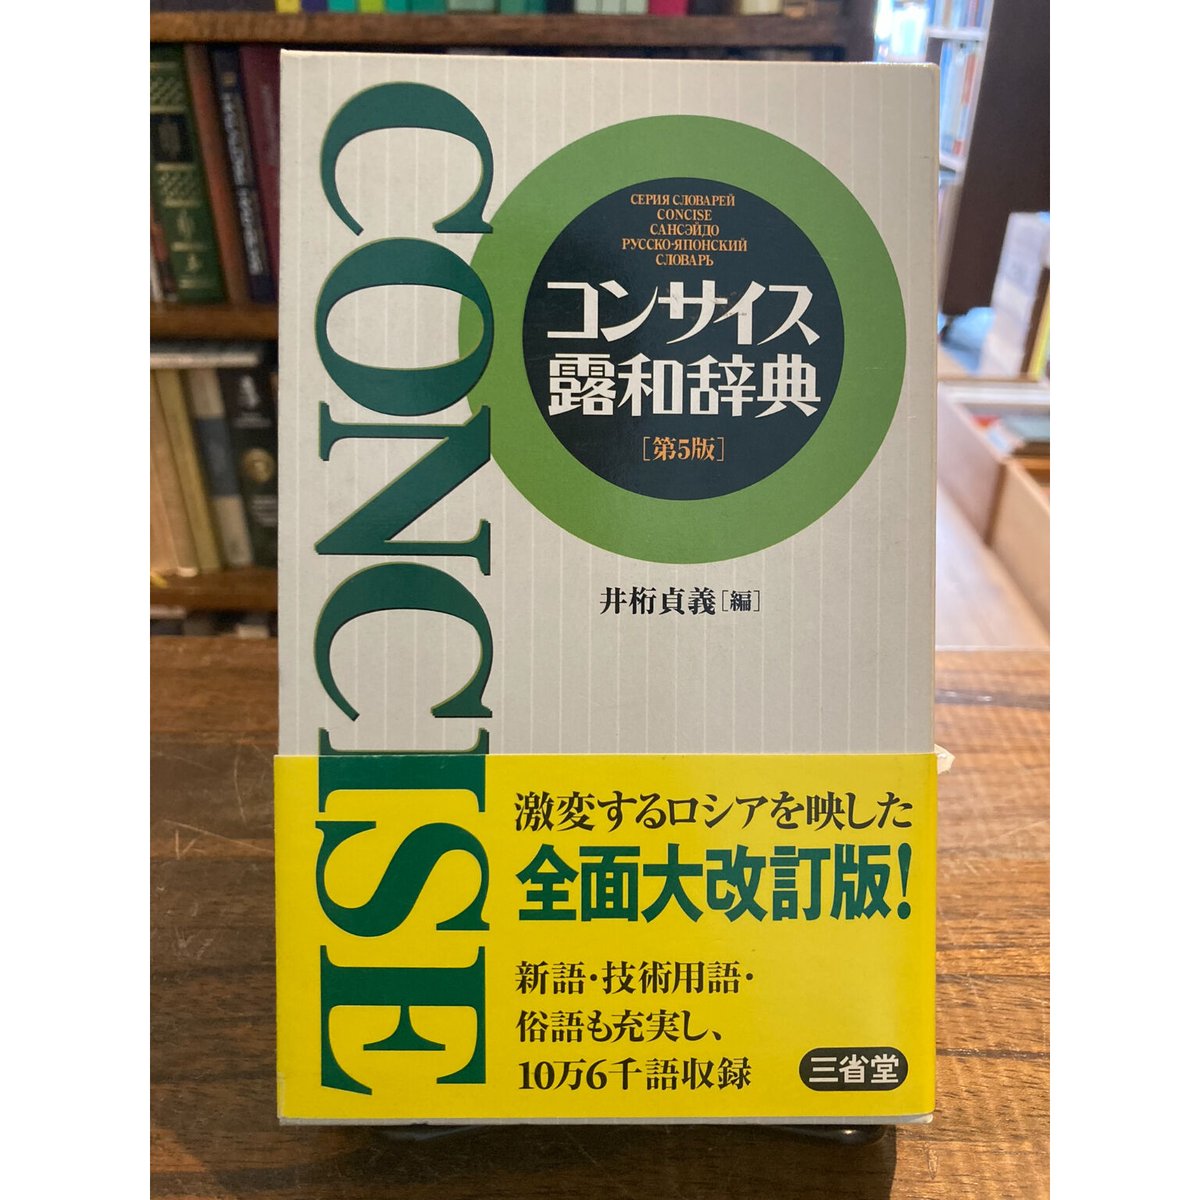 CONCISE
СЕРИЯ СЛОВАРЕЙ
CONCISE
САНСЭЙДО
РУССКО-ЯПОНСКИЙ
СЛОВАРЬ
コンサイス
露和辞典
[第5版]
井桁貞義[編]
激変するロシアを映した
全面大改訂版!
新語・技術用語・
俗語も充実し、
10万6千語収録
三省堂